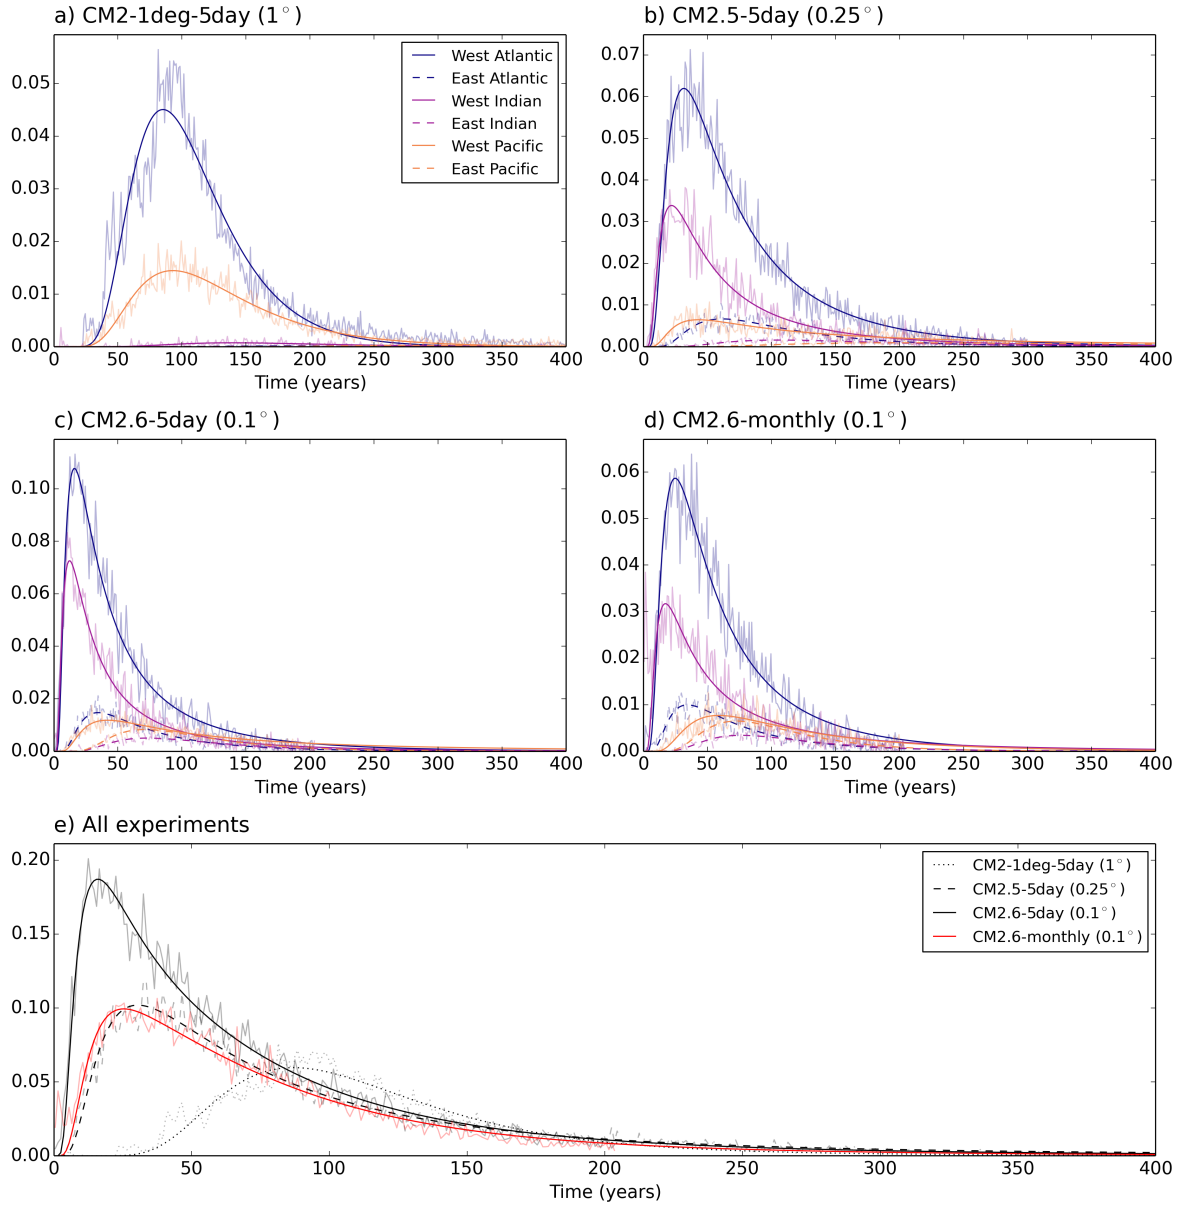 a) CM2-1deg-5day (1°)
0.05
0.04
0.03
0.02
0.01
0.00
0 50 100 150 200 250 300 350 400
Time (years)
West Atlantic
East Atlantic
West Indian
East Indian
West Pacific
East Pacific
b) CM2.5-5day (0.25°)
0.07
0.06
0.05
0.04
0.03
0.02
0.01
0.00
0 50 100 150 200 250 300 350 400
Time (years)
c) CM2.6-5day (0.1°)
0.10
0.08
0.06
0.04
0.02
0.00
0 50 100 150 200 250 300 350 400
Time (years)
d) CM2.6-monthly (0.1°)
0.06
0.05
0.04
0.03
0.02
0.01
0.00
0 50 100 150 200 250 300 350 400
Time (years)
e) All experiments
0.20
0.15
0.10
0.05
0.00
0 50 100 150 200 250 300 350 400
Time (years)
CM2-1deg-5day (1°)
CM2.5-5day (0.25°)
CM2.6-5day (0.1°)
CM2.6-monthly (0.1°)